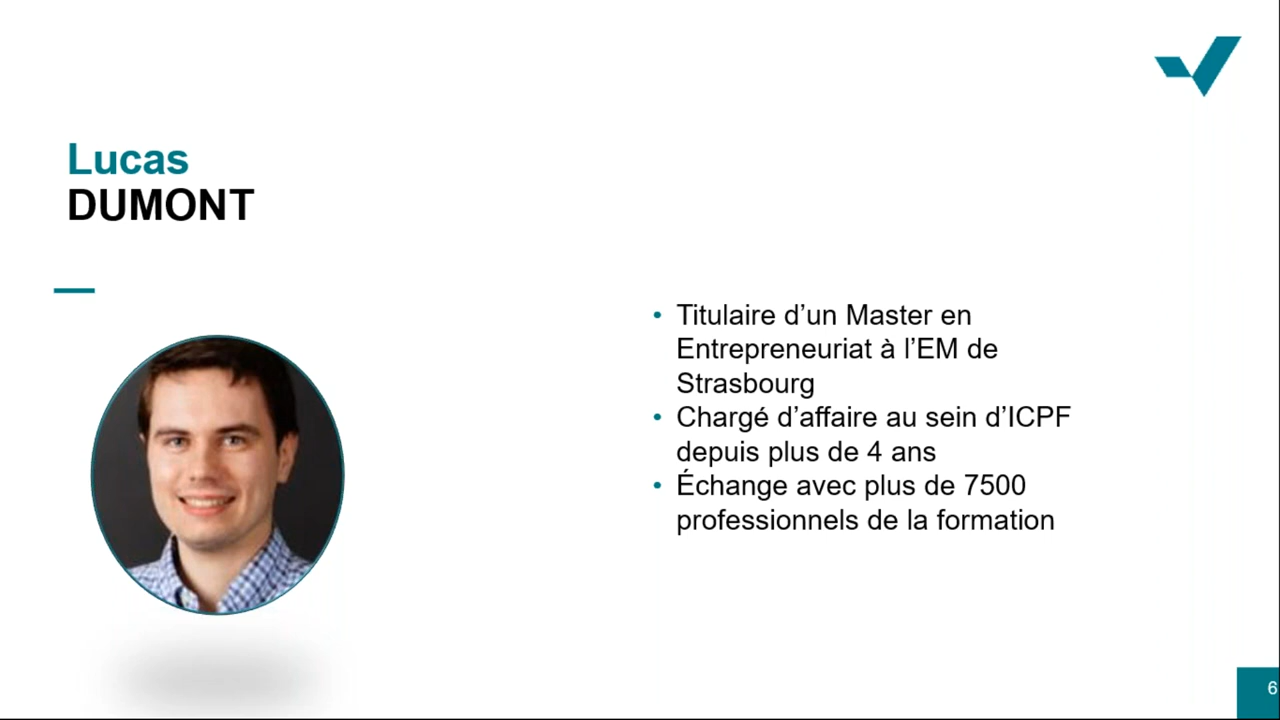 Lucas
DUMONT
• Titulaire d’un Master en
Entrepreneuriat à l’EM de
Strasbourg
• Chargé d’affaire au sein d’ICPF
depuis plus de 4 ans
• Échange avec plus de 7500
professionnels de la formation
6